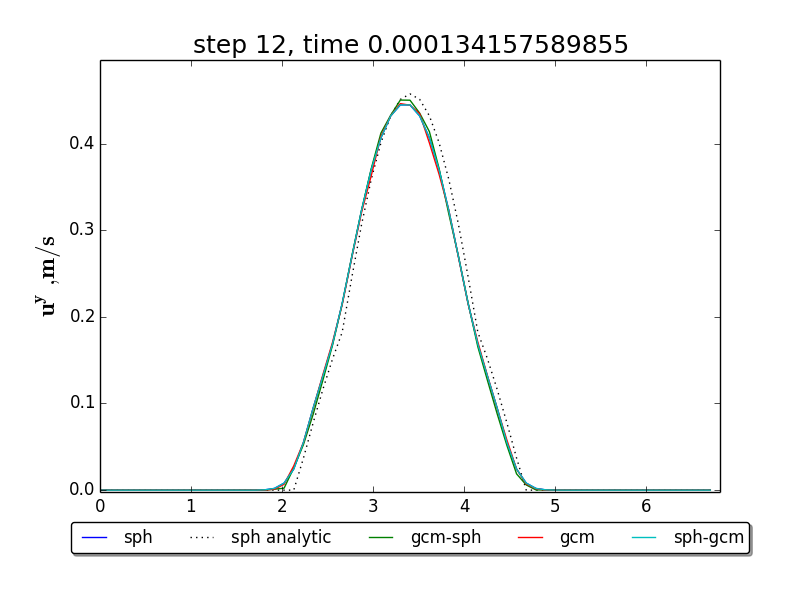 step 12, time 0.000134157589855
0.4
0.3
0.2
0.1
0.0
u^y ,m/s
0 1 2 3 4 5 6
sph sph analytic gcm-sph gcm sph-gcm